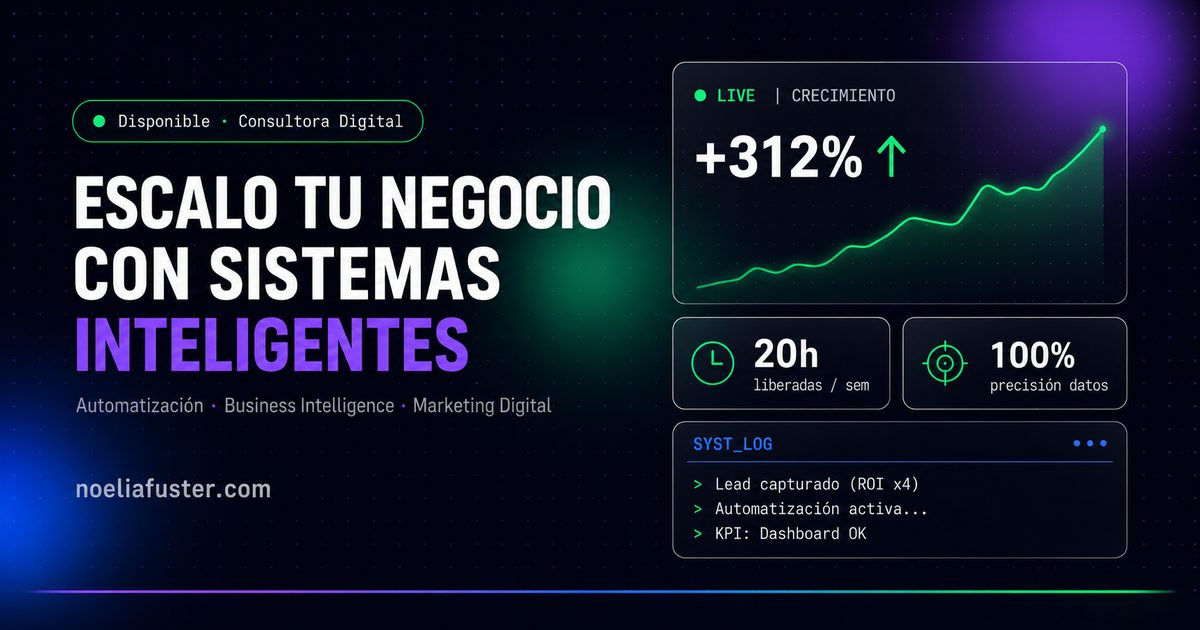 Disponible · Consultora Digital
ESCALO TU NEGOCIO
CON SISTEMAS
INTELIGENTES
Automatización · Business Intelligence · Marketing Digital
noeliafuster.com
LIVE | CRECIMIENTO
+312%
20h
liberadas / sem
100%
precisión datos
SYST_LOG
> Lead capturado (ROI x4)
> Automatización activa...
> KPI: Dashboard OK